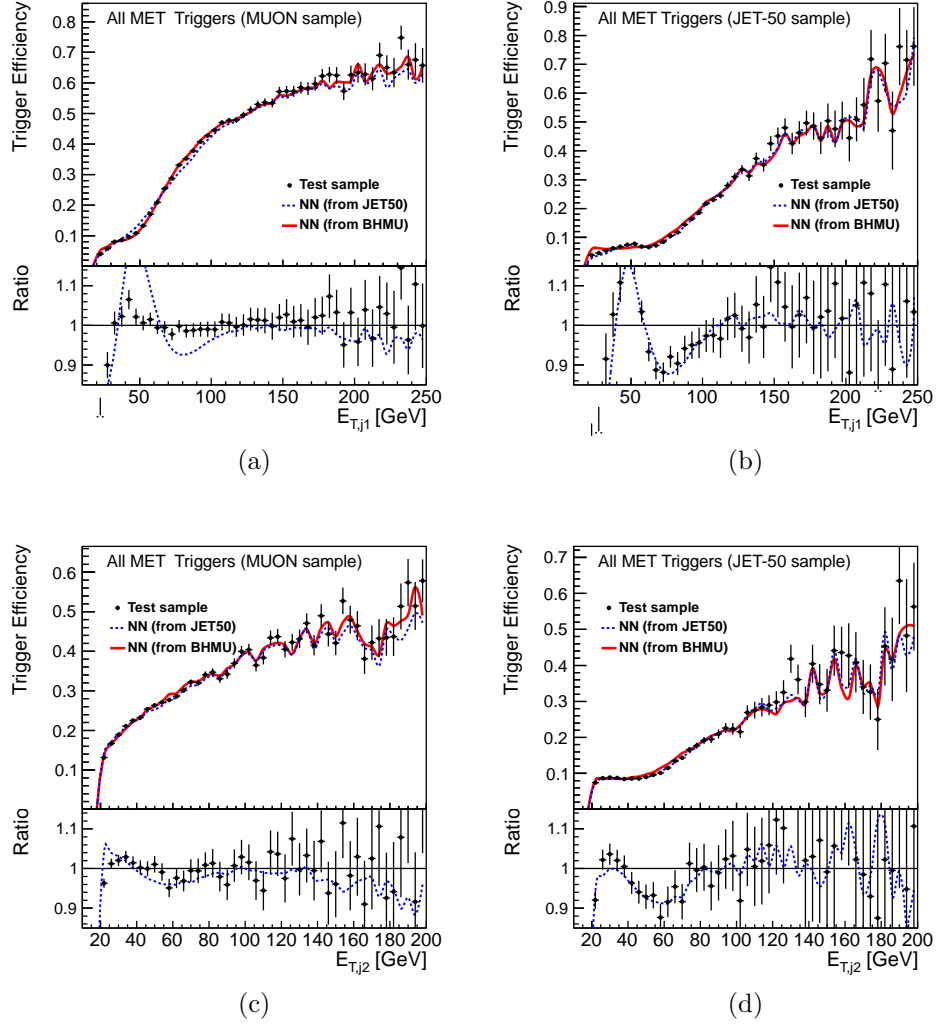 All MET Triggers (MUON sample)
Trigger Efficiency
0.8
0.7
0.6
0.5
0.4
0.3
0.2
0.1
Test sample
NN (from JET50)
NN (from BHMU)
Ratio
1.1
1
0.9
50 100 150 200 250
E_T,j1 [GeV]
(a)
All MET Triggers (JET-50 sample)
Trigger Efficiency
0.9
0.8
0.7
0.6
0.5
0.4
0.3
0.2
0.1
Test sample
NN (from JET50)
NN (from BHMU)
Ratio
1.1
1
0.9
50 100 150 200 250
E_T,j1 [GeV]
(b)
All MET Triggers (MUON sample)
Trigger Efficiency
0.6
0.5
0.4
0.3
0.2
0.1
Test sample
NN (from JET50)
NN (from BHMU)
Ratio
1.1
1
0.9
20 40 60 80 100 120 140 160 180 200
E_T,j2 [GeV]
(c)
All MET Triggers (JET-50 sample)
Trigger Efficiency
0.7
0.6
0.5
0.4
0.3
0.2
0.1
Test sample
NN (from JET50)
NN (from BHMU)
Ratio
1.1
1
0.9
20 40 60 80 100 120 140 160 180 200
E_T,j2 [GeV]
(d)